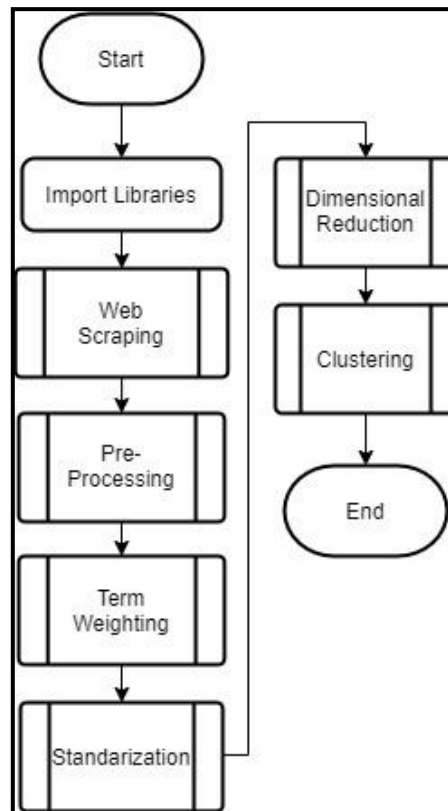 Start
Import Libraries
Web
Scraping
Pre-
Processing
Term
Weighting
Standarization
Dimensional
Reduction
Clustering
End